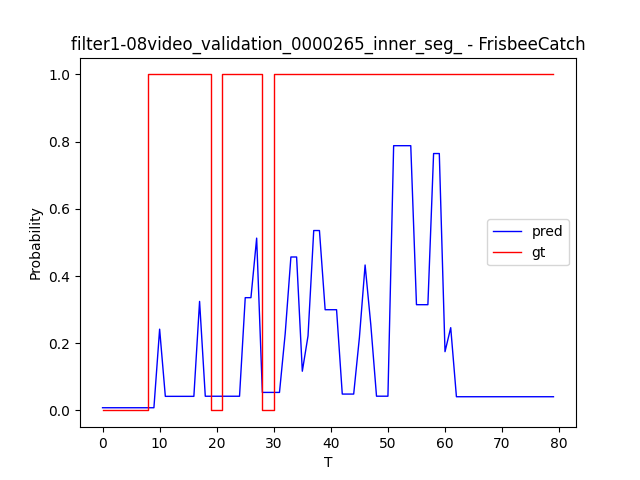 filter1-08video_validation_0000265_inner_seg_ - FrisbeeCatch
1.0
0.8
0.6
0.4
0.2
0.0
Probability
pred
gt
0 10 20 30 40 50 60 70 80
T